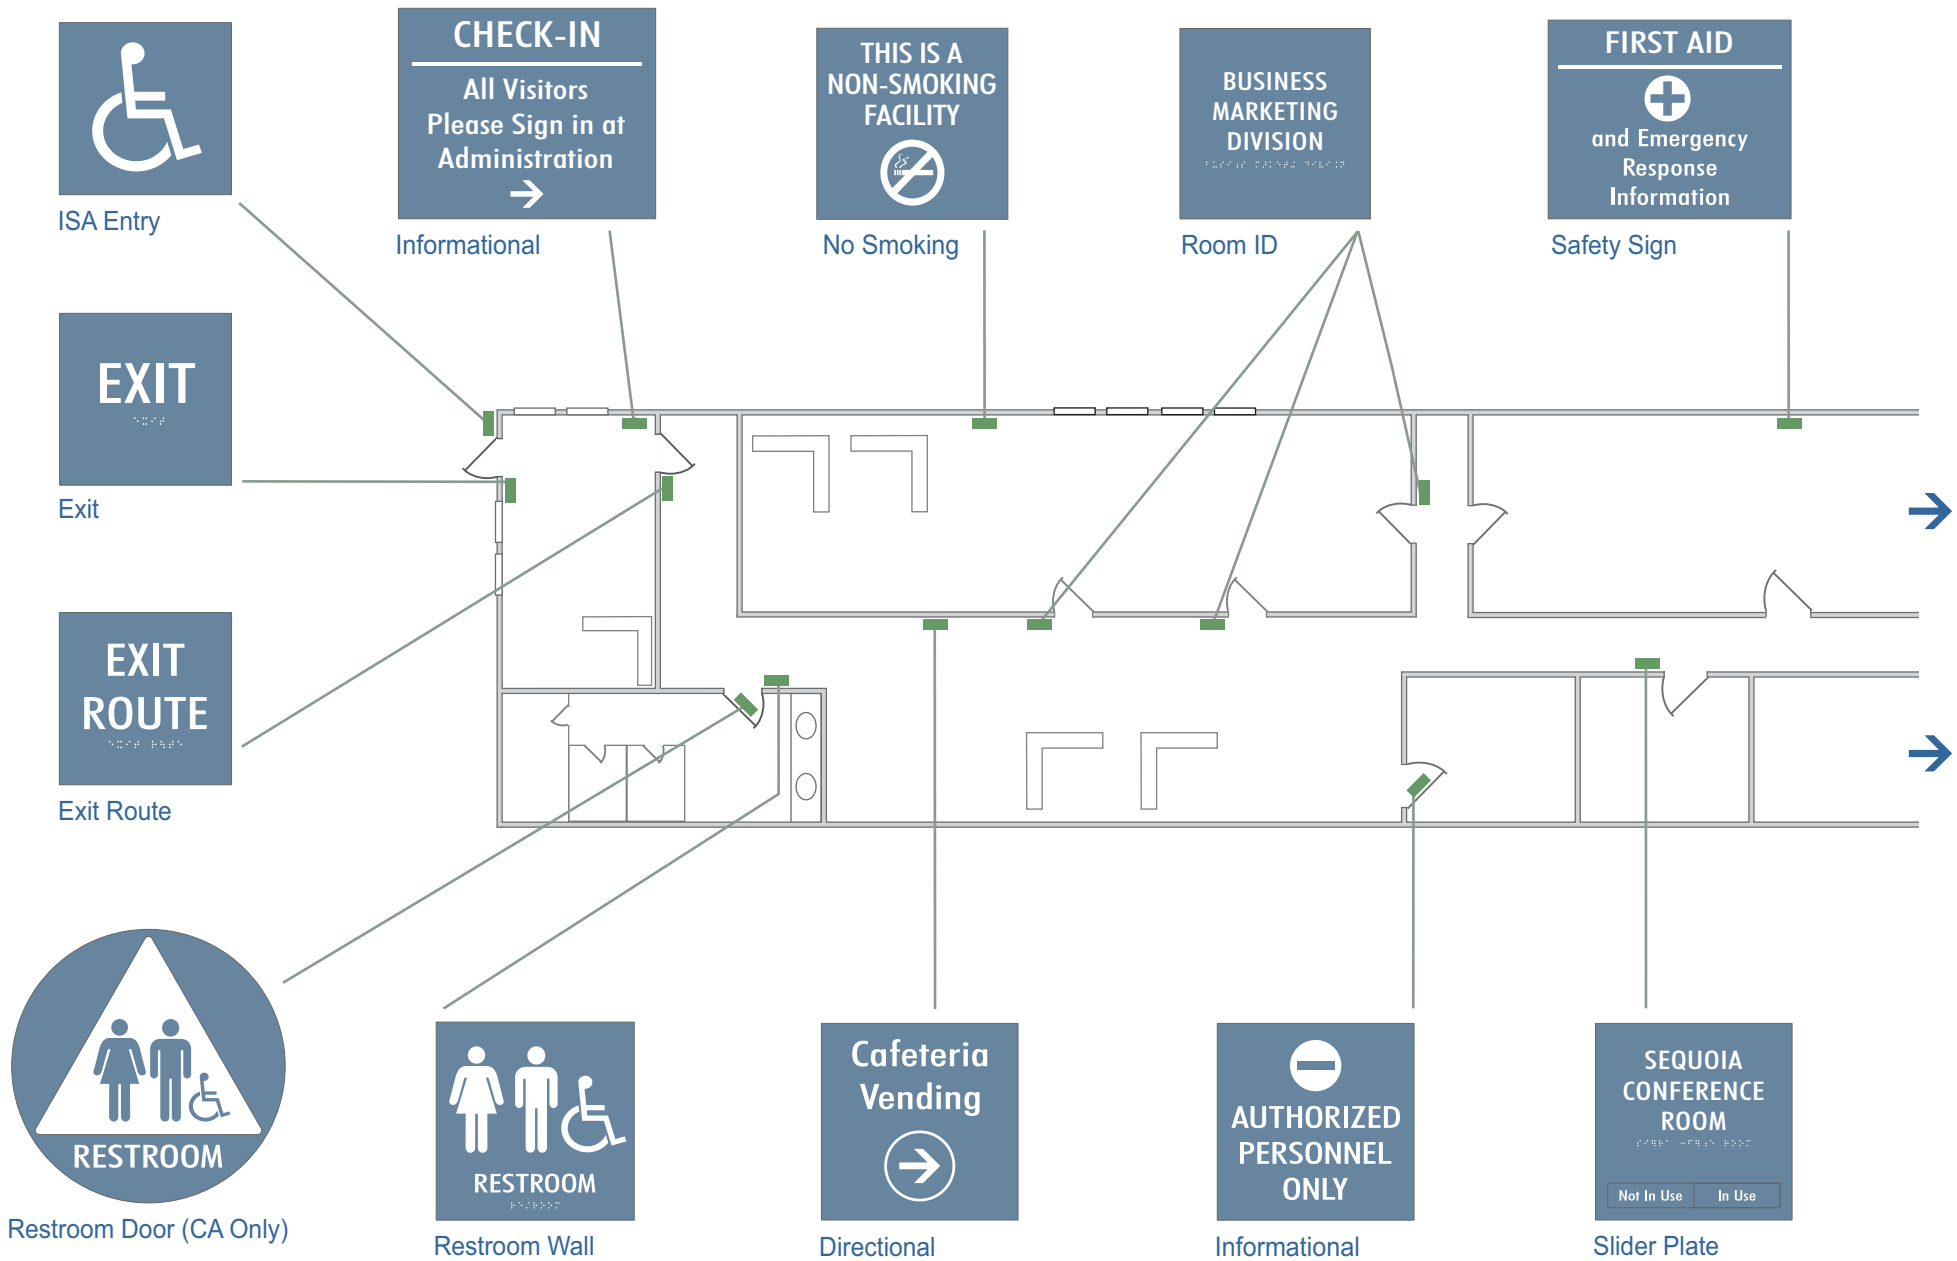 CHECK-IN
All Visitors
Please Sign in at
Administration
Informational
THIS IS A
NON-SMOKING
FACILITY
No Smoking
BUSINESS
MARKETING
DIVISION
Room ID
FIRST AID
and Emergency
Response
Information
Safety Sign
ISA Entry
EXIT
Exit
EXIT
ROUTE
Exit Route
RESTROOM
Restroom Door (CA Only)
RESTROOM
Restroom Wall
Cafeteria
Vending
Directional
AUTHORIZED
PERSONNEL
ONLY
Informational
SEQUOIA
CONFERENCE
ROOM
Not In Use
In Use
Slider Plate